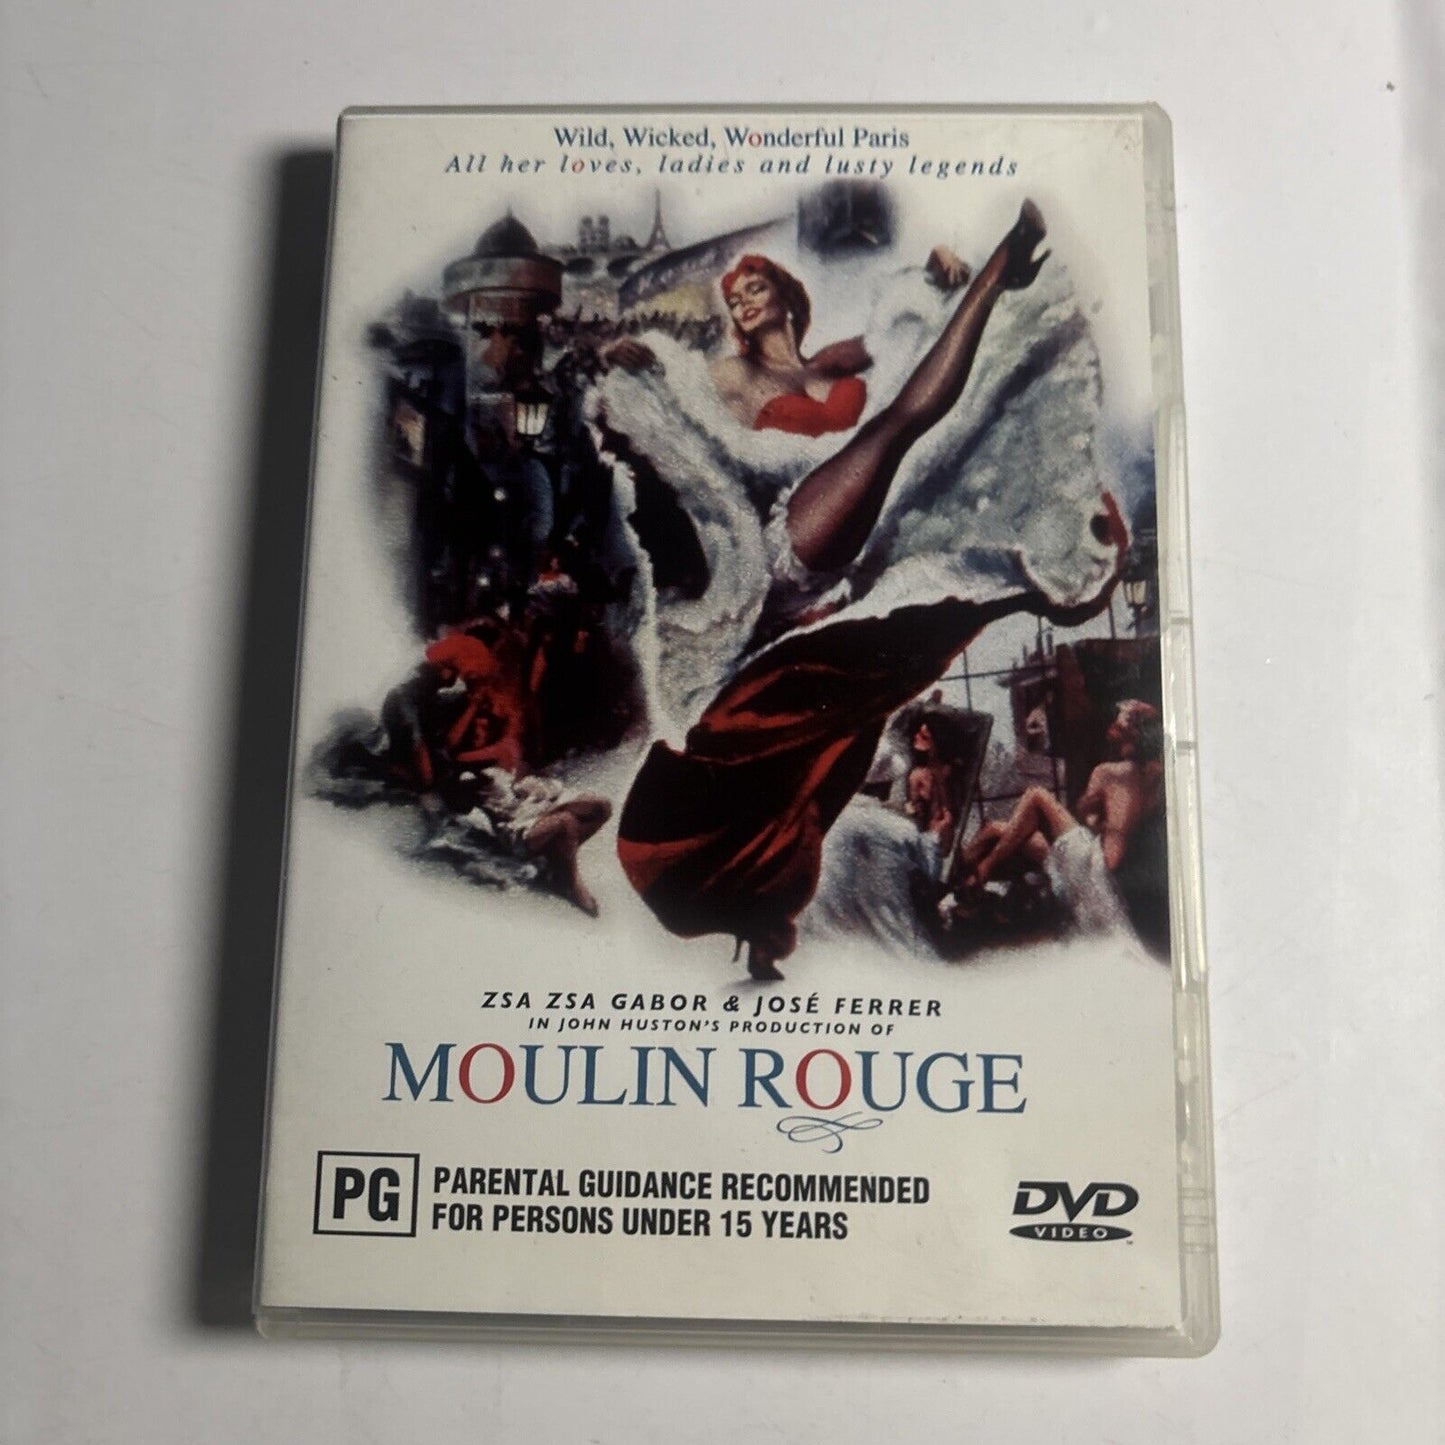 Wild, Wicked, Wonderful Paris
All her loves, ladies and lusty legends
ZSA ZSA GABOR & JOSÉ FERRER
IN JOHN HUSTON'S PRODUCTION OF
MOULIN ROUGE
PG
PARENTAL GUIDANCE RECOMMENDED
FOR PERSONS UNDER 15 YEARS
DVD
VIDEO
TM